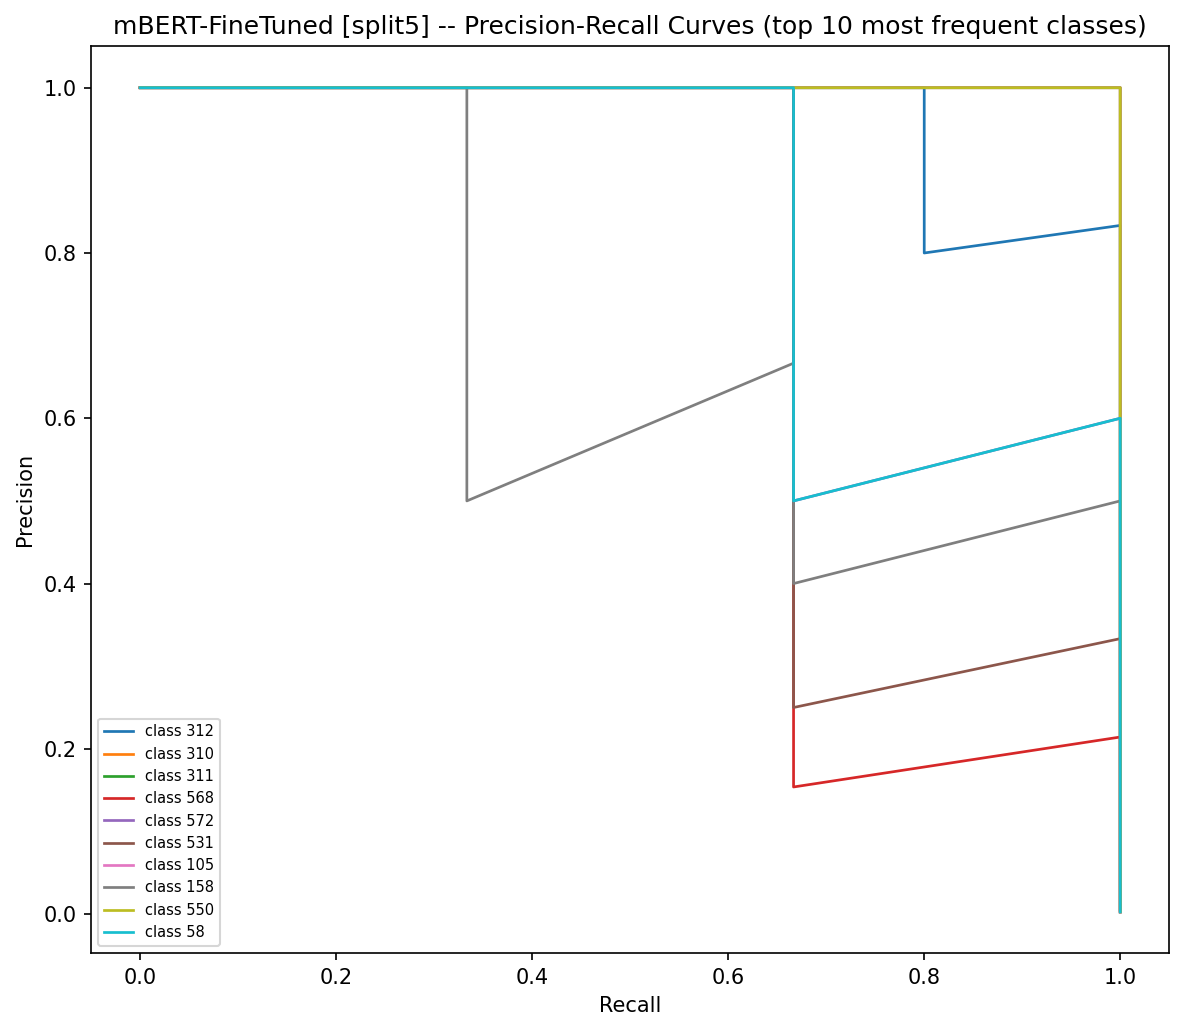 mBERT-FineTuned [split5] -- Precision-Recall Curves (top 10 most frequent classes)
1.0
0.8
0.6
0.4
0.2
0.0
Precision
class 312
class 310
class 311
class 568
class 572
class 531
class 105
class 158
class 550
class 58
0.0 0.2 0.4 0.6 0.8 1.0
Recall